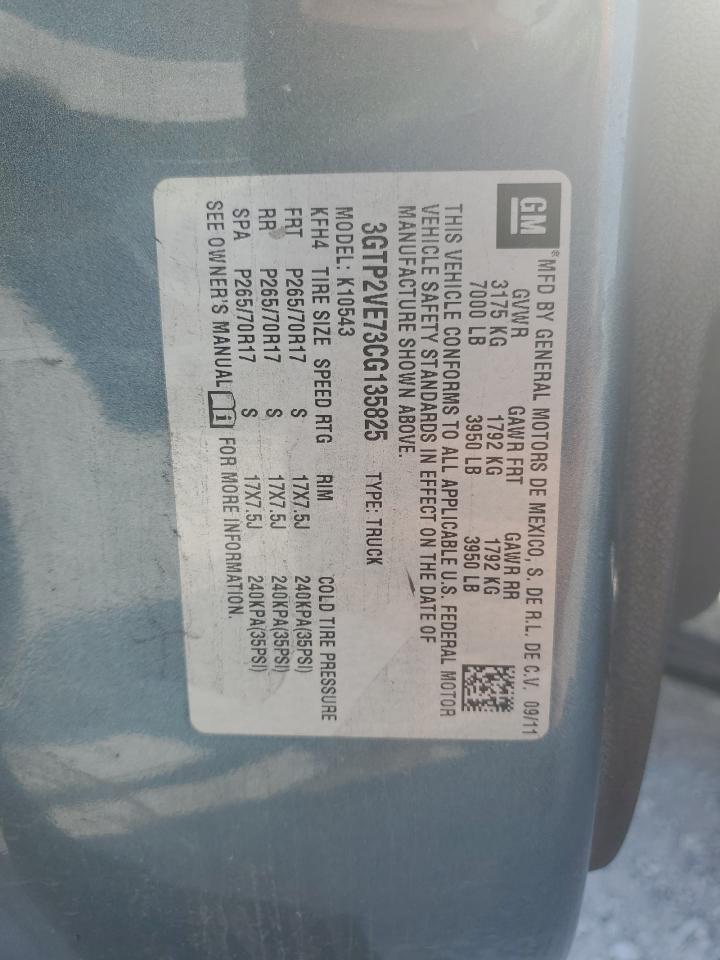 GM
MFD BY GENERAL MOTORS DE MEXICO, S. DE R.L. DE C.V. 09/11
GVWR GAWR FRT GAWR RR
3175 KG 1792 KG 1792 KG
7000 LB 3950 LB 3950 LB
THIS VEHICLE CONFORMS TO ALL APPLICABLE U.S. FEDERAL MOTOR
VEHICLE SAFETY STANDARDS IN EFFECT ON THE DATE OF
MANUFACTURE SHOWN ABOVE.
3GTP2VE73CG135825 TYPE: TRUCK
MODEL: K10543
KFH4 TIRE SIZE SPEED RTG RIM COLD TIRE PRESSURE
FRT P265/70R17 S 17X7.5J 240KPA(35PSI)
RR P265/70R17 S 17X7.5J 240KPA(35PSI)
SPA P265/70R17 S 17X7.5J 240KPA(35PSI)
SEE OWNER'S MANUAL i FOR MORE INFORMATION.